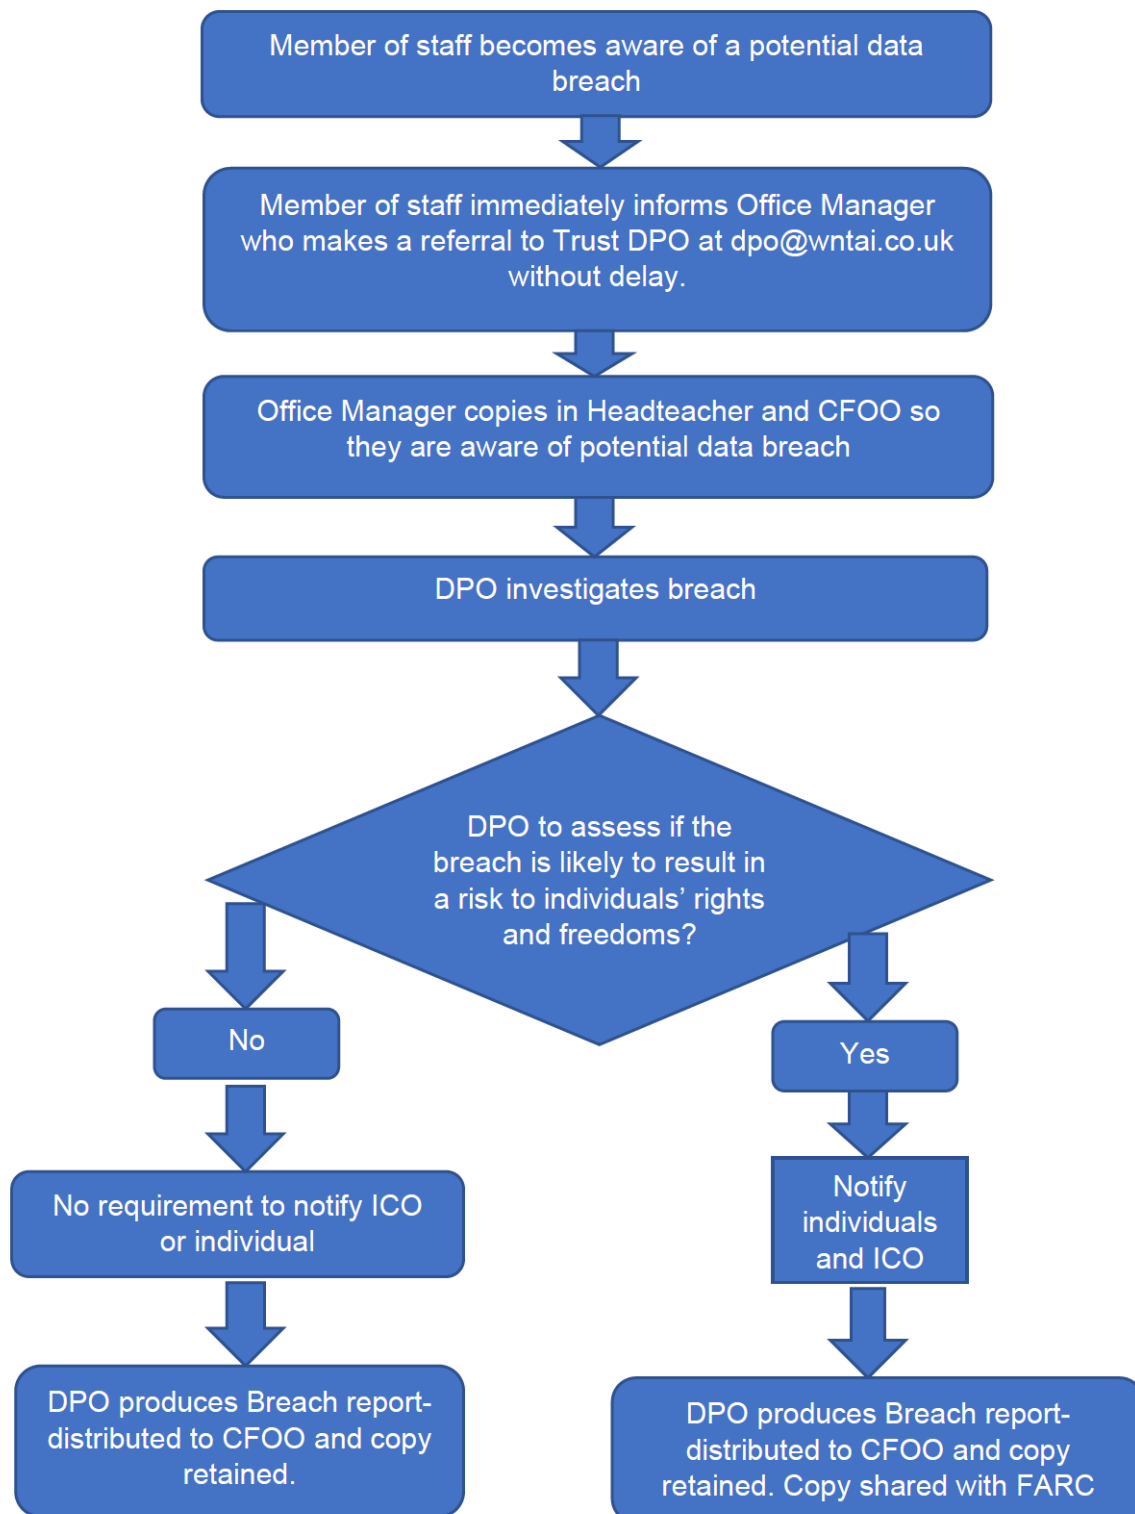 Member of staff becomes aware of a potential data
breach
Member of staff immediately informs Office Manager
who makes a referral to Trust DPO at dpo@wntai.co.uk
without delay.
Office Manager copies in Headteacher and CFOO so
they are aware of potential data breach
DPO investigates breach
DPO to assess if the
breach is likely to result in
a risk to individuals’ rights
and freedoms?
No
Yes
No requirement to notify ICO
or individual
Notify
individuals
and ICO
DPO produces Breach report-
distributed to CFOO and copy
retained.
DPO produces Breach report-
distributed to CFOO and copy
retained. Copy shared with FARC